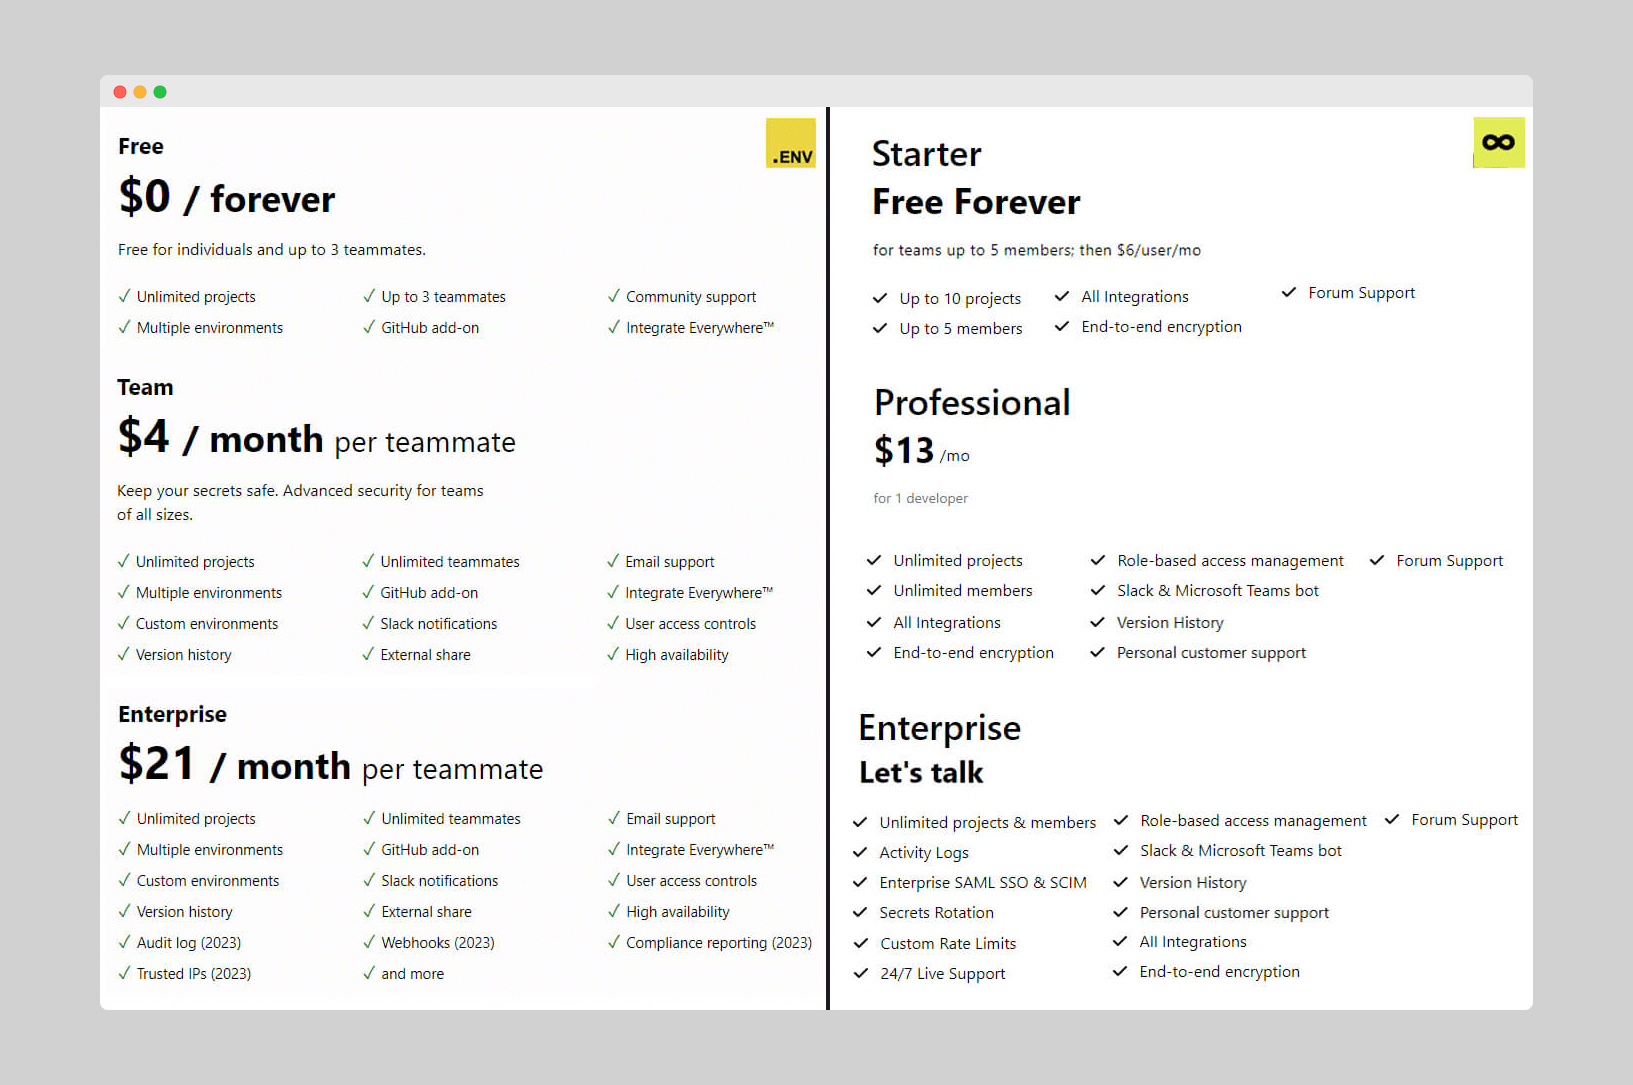 .ENV
Free
$0 / forever
Free for individuals and up to 3 teammates.
✓ Unlimited projects
✓ Multiple environments
✓ Up to 3 teammates
✓ GitHub add-on
✓ Community support
✓ Integrate Everywhere™
Team
$4 / month per teammate
Keep your secrets safe. Advanced security for teams
of all sizes.
✓ Unlimited projects
✓ Multiple environments
✓ Custom environments
✓ Version history
✓ Unlimited teammates
✓ GitHub add-on
✓ Slack notifications
✓ External share
✓ Email support
✓ Integrate Everywhere™
✓ User access controls
✓ High availability
Enterprise
$21 / month per teammate
✓ Unlimited projects
✓ Multiple environments
✓ Custom environments
✓ Version history
✓ Audit log (2023)
✓ Trusted IPs (2023)
✓ Unlimited teammates
✓ GitHub add-on
✓ Slack notifications
✓ External share
✓ Webhooks (2023)
✓ and more
✓ Email support
✓ Integrate Everywhere™
✓ User access controls
✓ High availability
✓ Compliance reporting (2023)
Starter
Free Forever
for teams up to 5 members; then $6/user/mo
✓ Up to 10 projects
✓ Up to 5 members
✓ All Integrations
✓ End-to-end encryption
✓ Forum Support
Professional
$13 /mo
for 1 developer
✓ Unlimited projects
✓ Unlimited members
✓ All Integrations
✓ End-to-end encryption
✓ Role-based access management
✓ Slack & Microsoft Teams bot
✓ Version History
✓ Personal customer support
✓ Forum Support
Enterprise
Let's talk
✓ Unlimited projects & members
✓ Activity Logs
✓ Enterprise SAML SSO & SCIM
✓ Secrets Rotation
✓ Custom Rate Limits
✓ 24/7 Live Support
✓ Role-based access management
✓ Slack & Microsoft Teams bot
✓ Version History
✓ Personal customer support
✓ All Integrations
✓ End-to-end encryption
✓ Forum Support